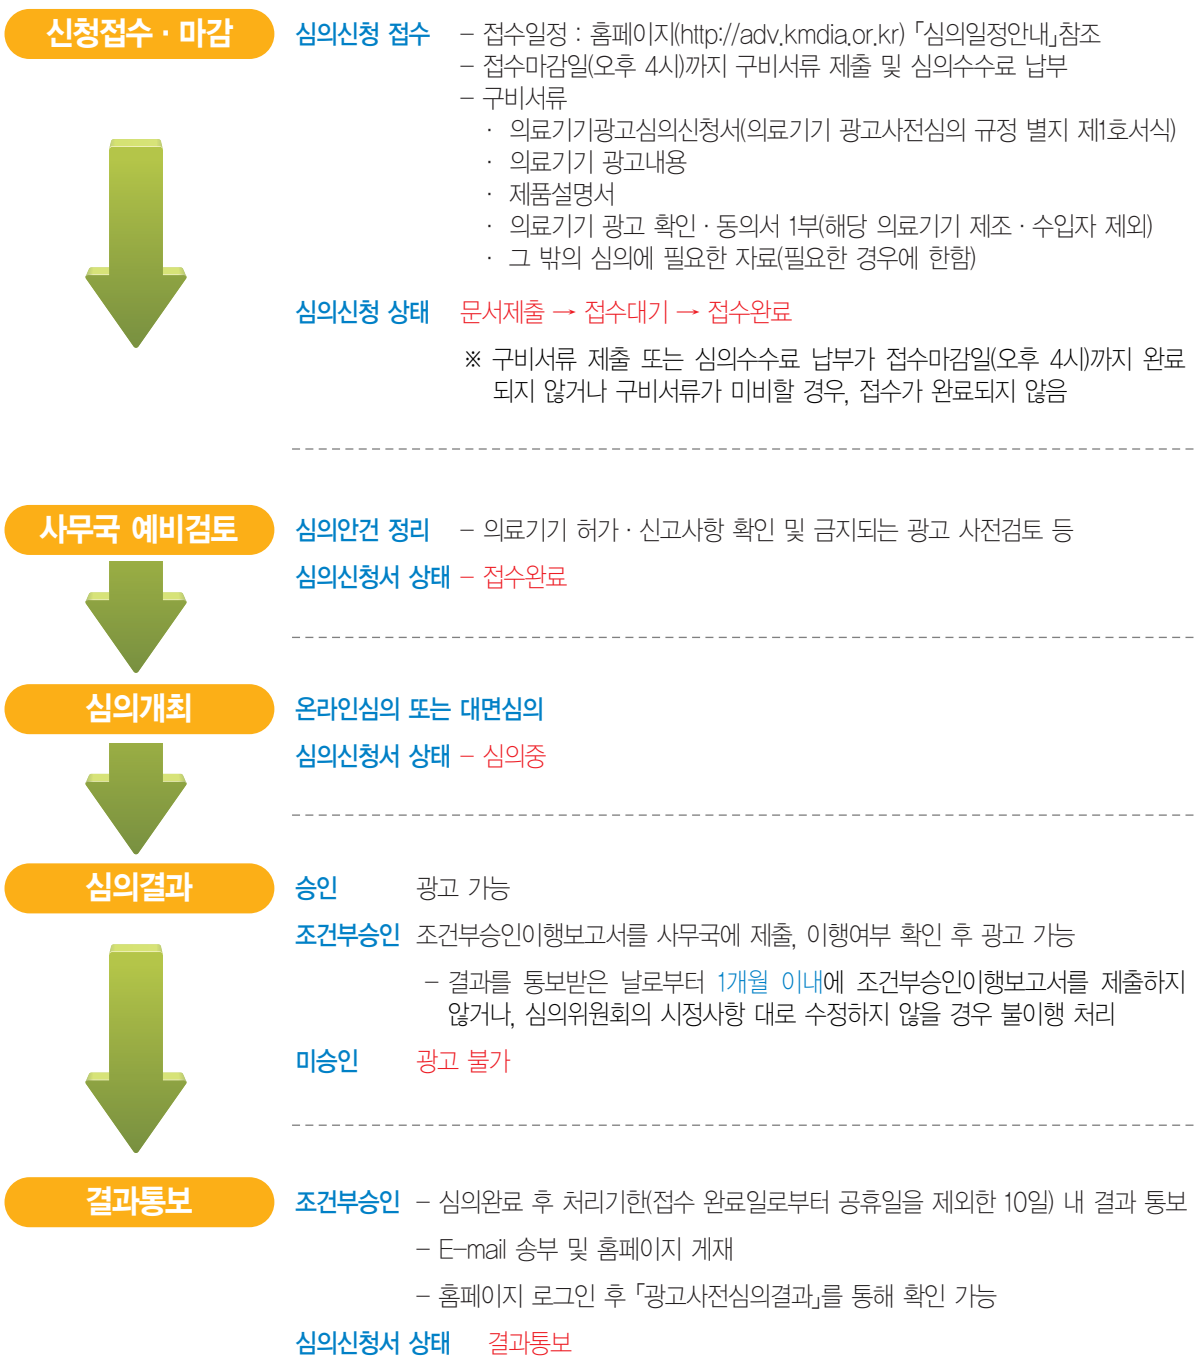 신청접수 · 마감
심의신청 접수 – 접수일정 : 홈페이지(http://adv.kmdia.or.kr) 「심의일정안내」참조
– 접수마감일(오후 4시)까지 구비서류 제출 및 심의수수료 납부
– 구비서류
· 의료기기광고심의신청서(의료기기 광고사전심의 규정 별지 제1호서식)
· 의료기기 광고내용
· 제품설명서
· 의료기기 광고 확인 · 동의서 1부(해당 의료기기 제조 · 수입자 제외)
· 그 밖의 심의에 필요한 자료(필요한 경우에 한함)
심의신청 상태 문서제출 → 접수대기 → 접수완료
※ 구비서류 제출 또는 심의수수료 납부가 접수마감일(오후 4시)까지 완료
되지 않거나 구비서류가 미비할 경우, 접수가 완료되지 않음
사무국 예비검토
심의안건 정리 – 의료기기 허가 · 신고사항 확인 및 금지되는 광고 사전검토 등
심의신청서 상태 – 접수완료
심의개최
온라인심의 또는 대면심의
심의신청서 상태 – 심의중
심의결과
승인 광고 가능
조건부승인 조건부승인이행보고서를 사무국에 제출, 이행여부 확인 후 광고 가능
– 결과를 통보받은 날로부터 1개월 이내에 조건부승인이행보고서를 제출하지
않거나, 심의위원회의 시정사항 대로 수정하지 않을 경우 불이행 처리
미승인 광고 불가
결과통보
조건부승인 – 심의완료 후 처리기한(접수 완료일로부터 공휴일을 제외한 10일) 내 결과 통보
– E-mail 송부 및 홈페이지 게재
– 홈페이지 로그인 후 「광고사전심의결과」를 통해 확인 가능
심의신청서 상태 결과통보